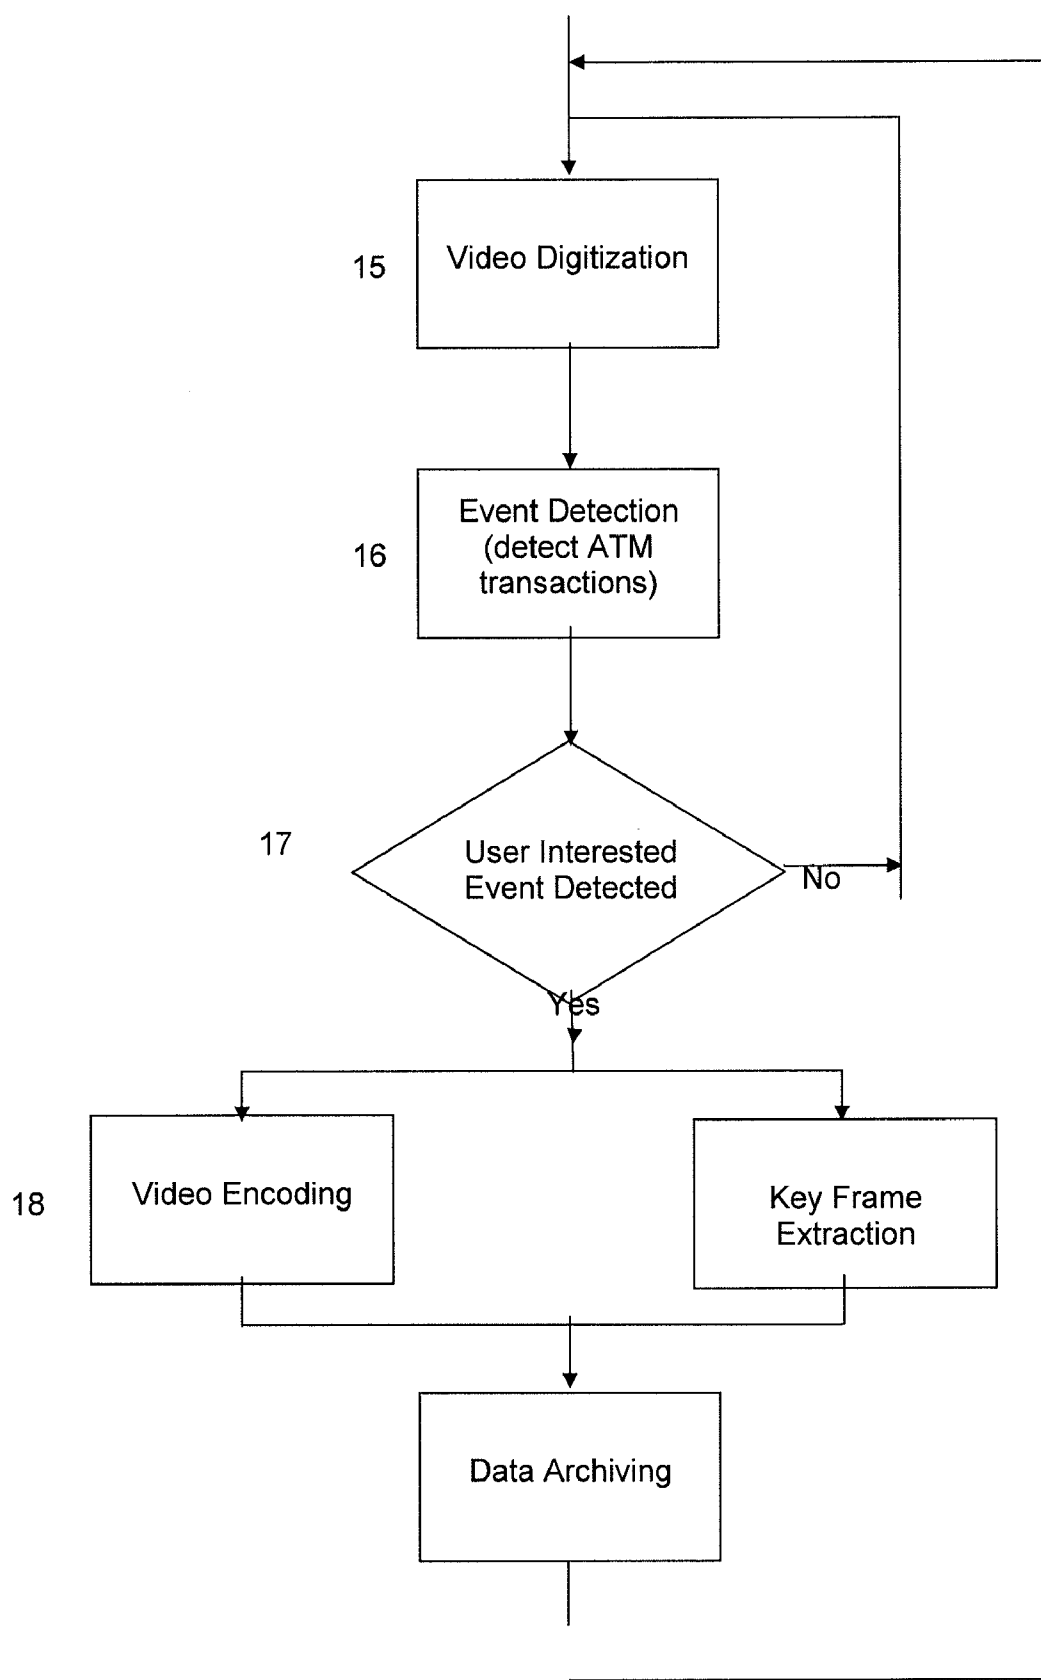 15
Video Digitization
16
Event Detection
(detect ATM
transactions)
17
User Interested
Event Detected
No
Yes
18
Video Encoding
Key Frame
Extraction
Data Archiving